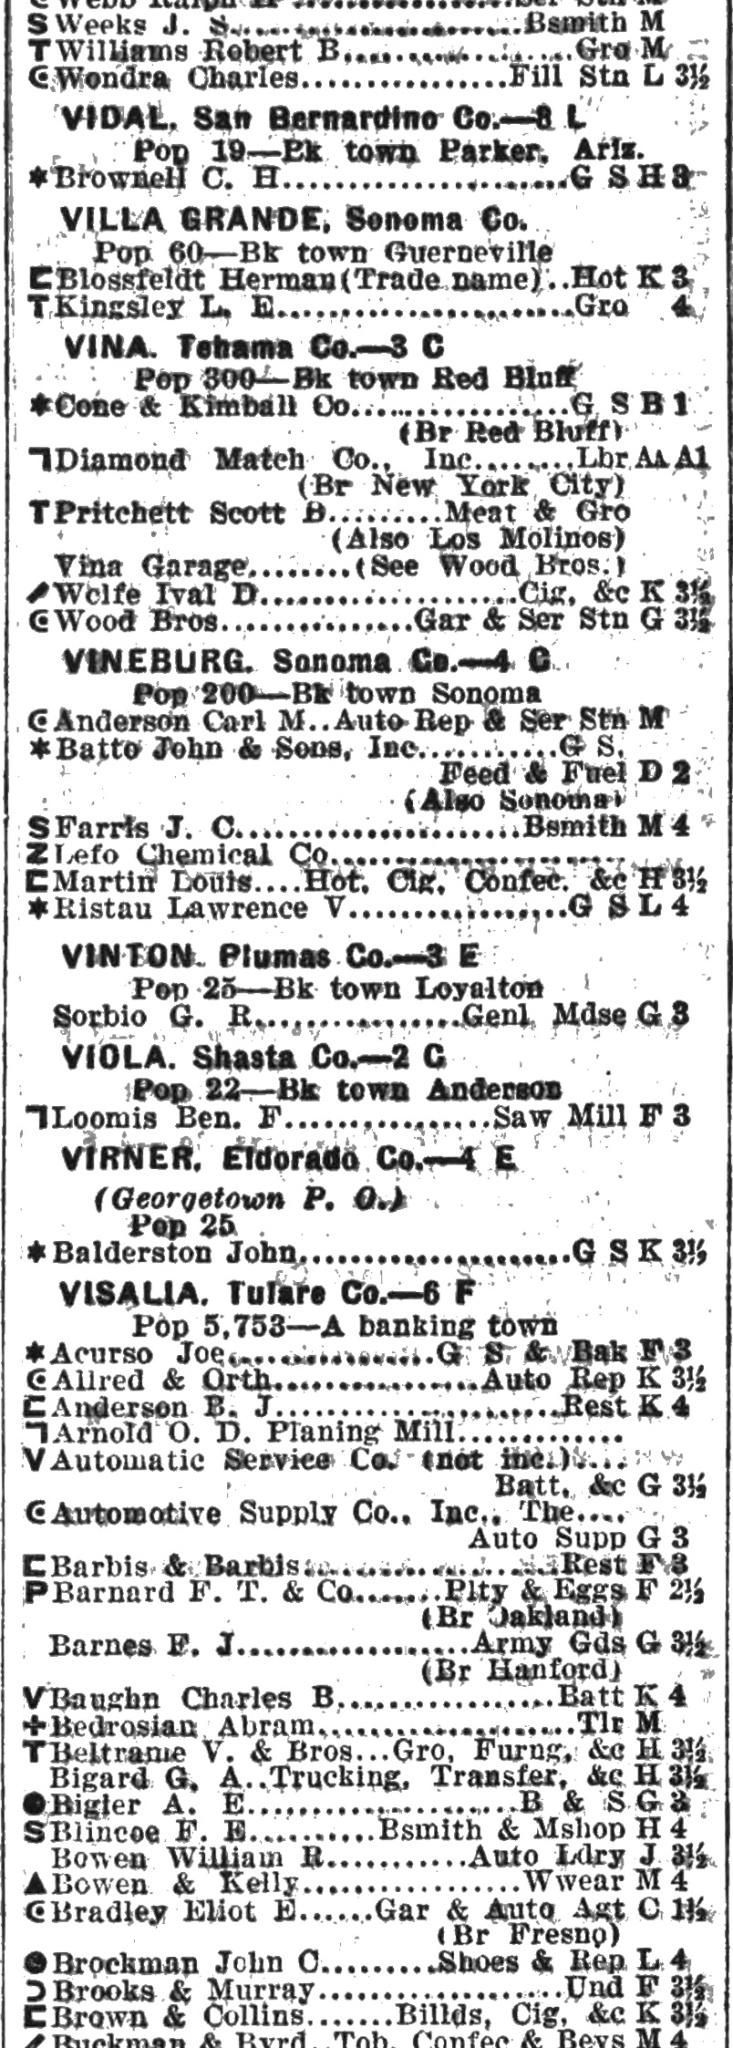 S Weeks J. S..........Bsmith M
T Williams Robert B..........Gro M
C Wondra Charles..........Fill Stn L 3½
VIDAL, San Bernardino Co.—8 L
Pop 19—Bk town Parker, Ariz.
* Brownell C. H..........G S H 3
VILLA GRANDE, Sonoma Co.
Pop 60—Bk town Guerneville
C Blossfeldt Herman (Trade name)..Hot K 3
T Kingsley L. E..........Gro 4
VINA. Tehama Co.—3 C
Pop 300—Bk town Red Bluff
* Cone & Kimball Co..........G S B 1
(Br Red Bluff)
Diamond Match Co., Inc........Lbr AA A1
(Br New York City)
T Pritchett Scott B.........Meat & Gro
(Also Los Molinos)
Vina Garage........(See Wood Bros.)
Wolfe Ival D..........Cig, &c K 3½
C Wood Bros..........Gar & Ser Stn G 3½
VINEBURG. Sonoma Co.—4 C
Pop 200—Bk town Sonoma
C Anderson Carl M..Auto Rep & Ser Stn M
* Batto John & Sons, Inc..........G S,
Feed & Fuel D 2
(Also Sonoma)
S Farris J. C..........Bsmith M 4
Z Lefo Chemical Co..........
C Martin Louis....Hot, Cig, Confec, &c H 3½
* Ristau Lawrence V..........G S L 4
VINTON. Plumas Co.—3 E
Pop 25—Bk town Loyalton
Sorbio G. R..........Genl Mdse G 3
VIOLA. Shasta Co.—2 C
Pop 22—Bk town Anderson
Loomis Ben. F..........Saw Mill F 3
VIRNER, Eldorado Co.—4 E
(Georgetown P. O.)
Pop 25
* Balderston John..........G S K 3½
VISALIA. Tulare Co.—6 F
Pop 5,753—A banking town
* Acurso Joe..........G S & Bak F 3
C Allred & Orth..........Auto Rep K 3½
C Anderson B. J..........Rest K 4
Arnold O. D. Planing Mill..........
V Automatic Service Co. (not inc.)....
Batt, &c G 3½
C Automotive Supply Co., Inc., The....
Auto Supp G 3
C Barbis & Barbis..........Rest F 3
P Barnard F. T. & Co.......Plty & Eggs F 2½
(Br Oakland)
Barnes F. J..........Army Gds G 3½
(Br Hanford)
V Baughn Charles B..........Batt K 4
+ Bedrosian Abram..........Tlr M
T Beltrame V. & Bros...Gro, Furng, &c H 3½
Bigard G. A..Trucking, Transfer, &c H 3½
● Bigler A. E..........B & S G 3
S Blincoe F. E..........Bsmith & Mshop H 4
Bowen William R..........Auto Ldry J 3½
▲ Bowen & Kelly..........Wwear M 4
C Bradley Eliot E......Gar & Auto Agt C 1½
(Br Fresno)
Brockman John C.........Shoes & Rep L 4
Brooks & Murray..........Und F 3½
C Brown & Collins.......Billds, Cig, &c K 3½
Buckman & Byrd..Tob, Confec & Bevs M 4